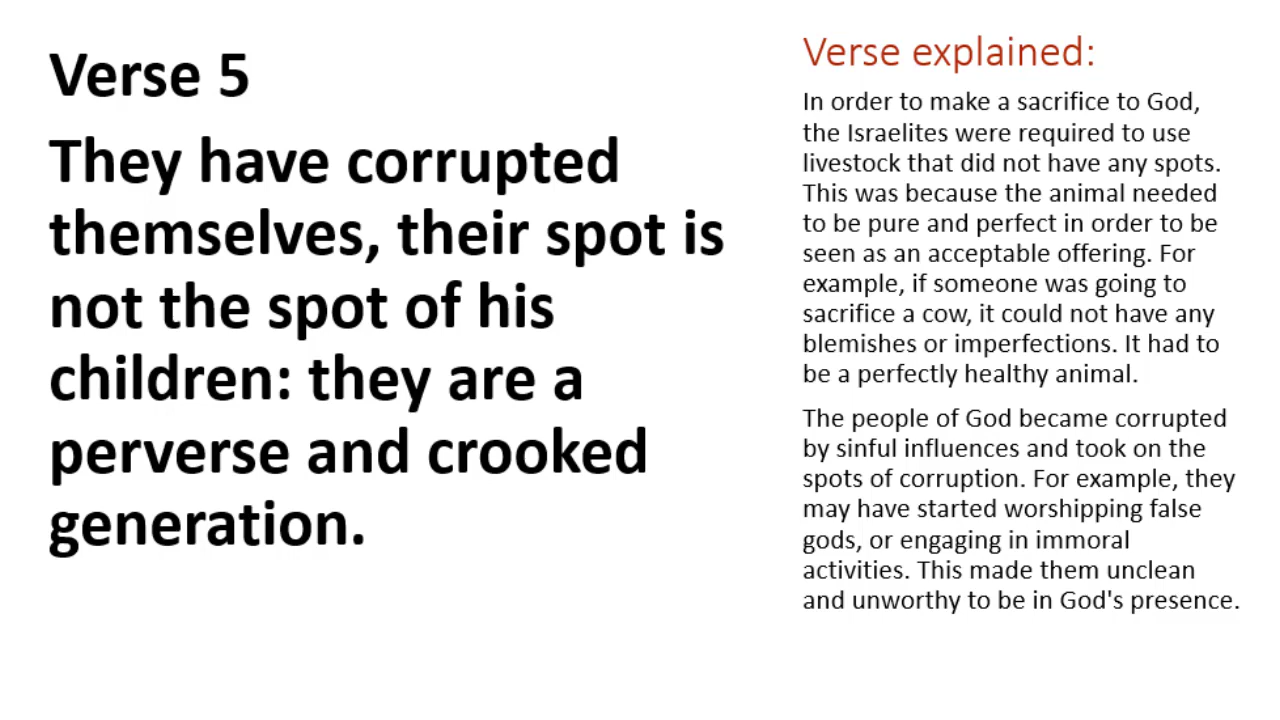 Verse 5
They have corrupted
themselves, their spot is
not the spot of his
children: they are a
perverse and crooked
generation.
Verse explained:
In order to make a sacrifice to God,
the Israelites were required to use
livestock that did not have any spots.
This was because the animal needed
to be pure and perfect in order to be
seen as an acceptable offering. For
example, if someone was going to
sacrifice a cow, it could not have any
blemishes or imperfections. It had to
be a perfectly healthy animal.
The people of God became corrupted
by sinful influences and took on the
spots of corruption. For example, they
may have started worshipping false
gods, or engaging in immoral
activities. This made them unclean
and unworthy to be in God's presence.